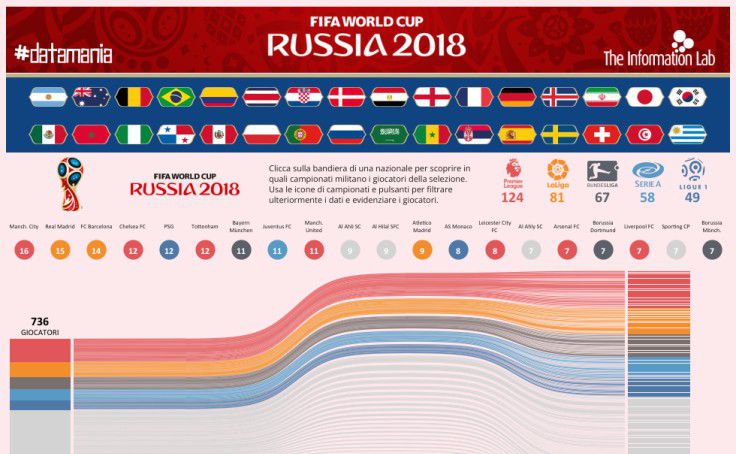 FIFA WORLD CUP
#datamania
RUSSIA 2018
The Information Lab
FIFA WORLD CUP
RUSSIA 2018
Clicca sulla bandiera di una nazionale per scoprire in
quali campionati militano i giocatori della selezione.
Usa le icone di campionati e pulsanti per filtrare
ulteriormente i dati e evidenziare i giocatori.
Premier League
124
LaLiga
81
BUNDESLIGA
67
SERIE A
58
LIGUE 1
49
Manch. City
16
Real Madrid
15
FC Barcelona
14
Chelsea FC
12
PSG
12
Tottenham
12
Bayern
München
11
Juventus FC
11
Manch.
United
11
Al Ahli SC
9
Al Hilal SFC
9
Atletico
Madrid
9
AS Monaco
8
Leicester City
FC
8
Al Ahly SC
7
Arsenal FC
7
Borussia
Dortmund
7
Liverpool FC
7
Sporting CP
7
Borussia
Mönch.
7
736
GIOCATORI